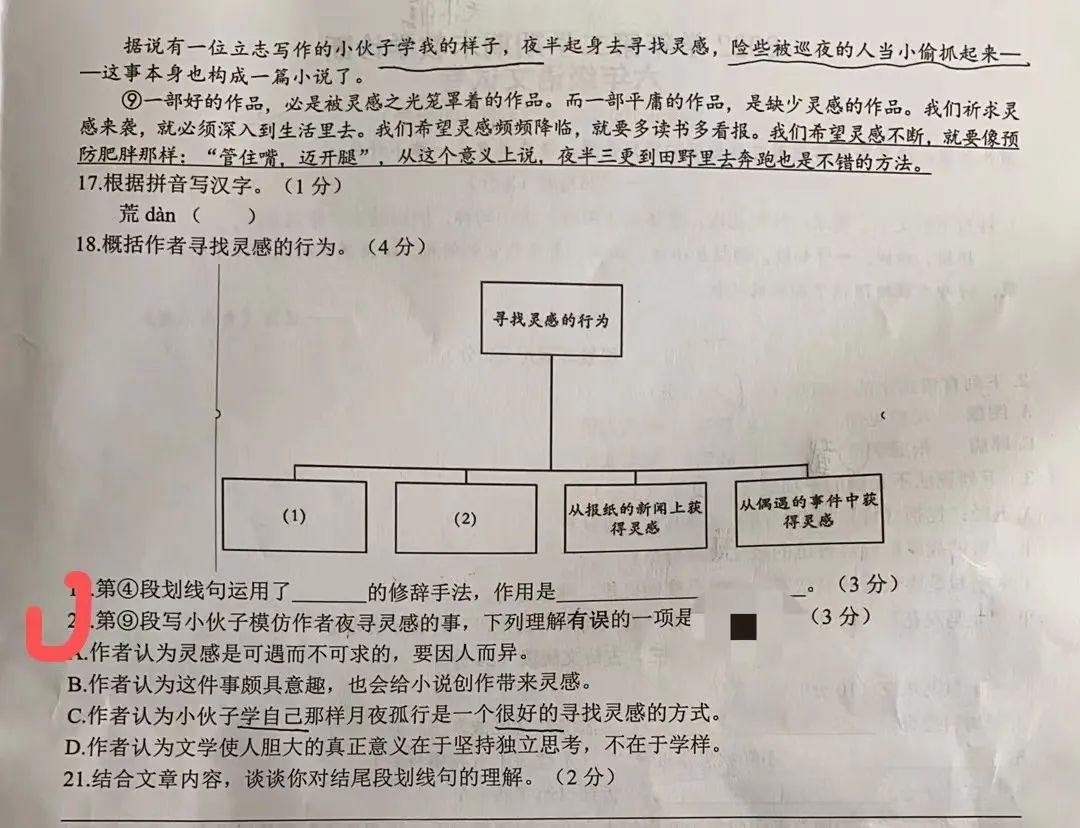 据说有一位立志写作的小伙子学我的样子，夜半起身去寻找灵感，险些被巡夜的人当小偷抓起来—
—这事本身也构成一篇小说了。
⑨一部好的作品，必是被灵感之光笼罩着的作品。而一部平庸的作品，是缺少灵感的作品。我们祈求灵
感来袭，就必须深入到生活里去。我们希望灵感频频降临，就要多读书多看报。我们希望灵感不断，就要像预
防肥胖那样：“管住嘴，迈开腿”，从这个意义上说，夜半三更到田野里去奔跑也是不错的方法。
17.根据拼音写汉字。（1 分）
荒 dàn（ ）
18.概括作者寻找灵感的行为。（4 分）
寻找灵感的行为
(1)
(2)
从报纸的新闻上获
得灵感
从偶遇的事件中获
得灵感
.第④段划线句运用了______的修辞手法，作用是______。（3 分）
.第⑨段写小伙子模仿作者夜寻灵感的事，下列理解有误的一项是（3 分）
A.作者认为灵感是可遇而不可求的，要因人而异。
B.作者认为这件事颇具意趣，也会给小说创作带来灵感。
C.作者认为小伙子学自己那样月夜孤行是一个很好的寻找灵感的方式。
D.作者认为文学使人胆大的真正意义在于坚持独立思考，不在于学样。
21.结合文章内容，谈谈你对结尾段划线句的理解。（2 分）